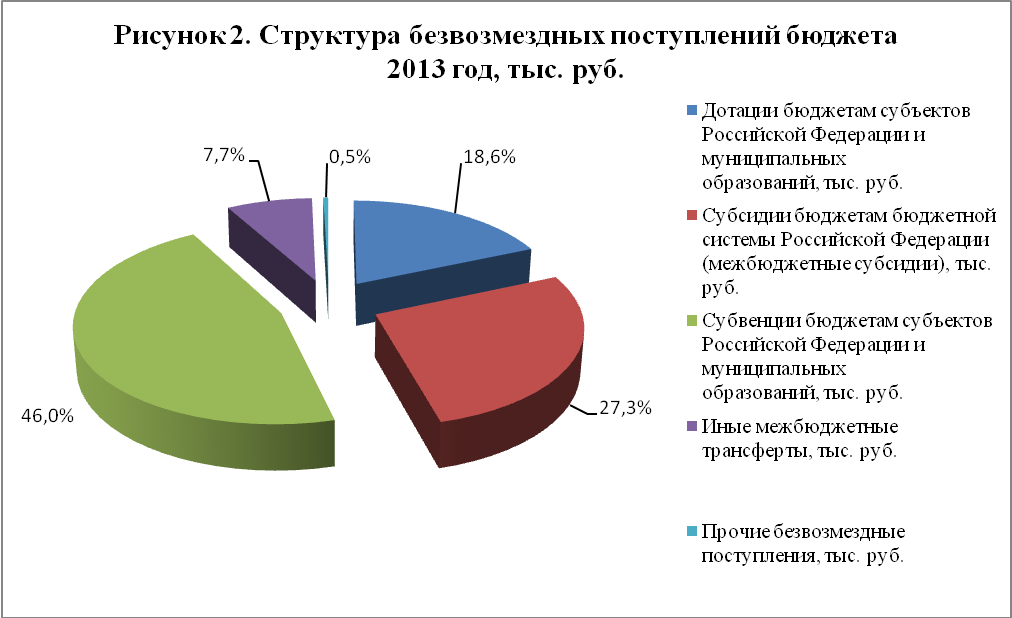 Рисунок 2. Структура безвозмездных поступлений бюджета
2013 год, тыс. руб.
7,7%
0,5%
18,6%
46,0%
27,3%
Дотации бюджетам субъектов
Российской Федерации и
муниципальных
образований, тыс. руб.
Субсидии бюджетам бюджетной
системы Российской Федерации
(межбюджетные субсидии), тыс.
руб.
Субвенции бюджетам субъектов
Российской Федерации и
муниципальных
образований, тыс. руб.
Иные межбюджетные
трансферты, тыс. руб.
Прочие безвозмездные
поступления, тыс. руб.